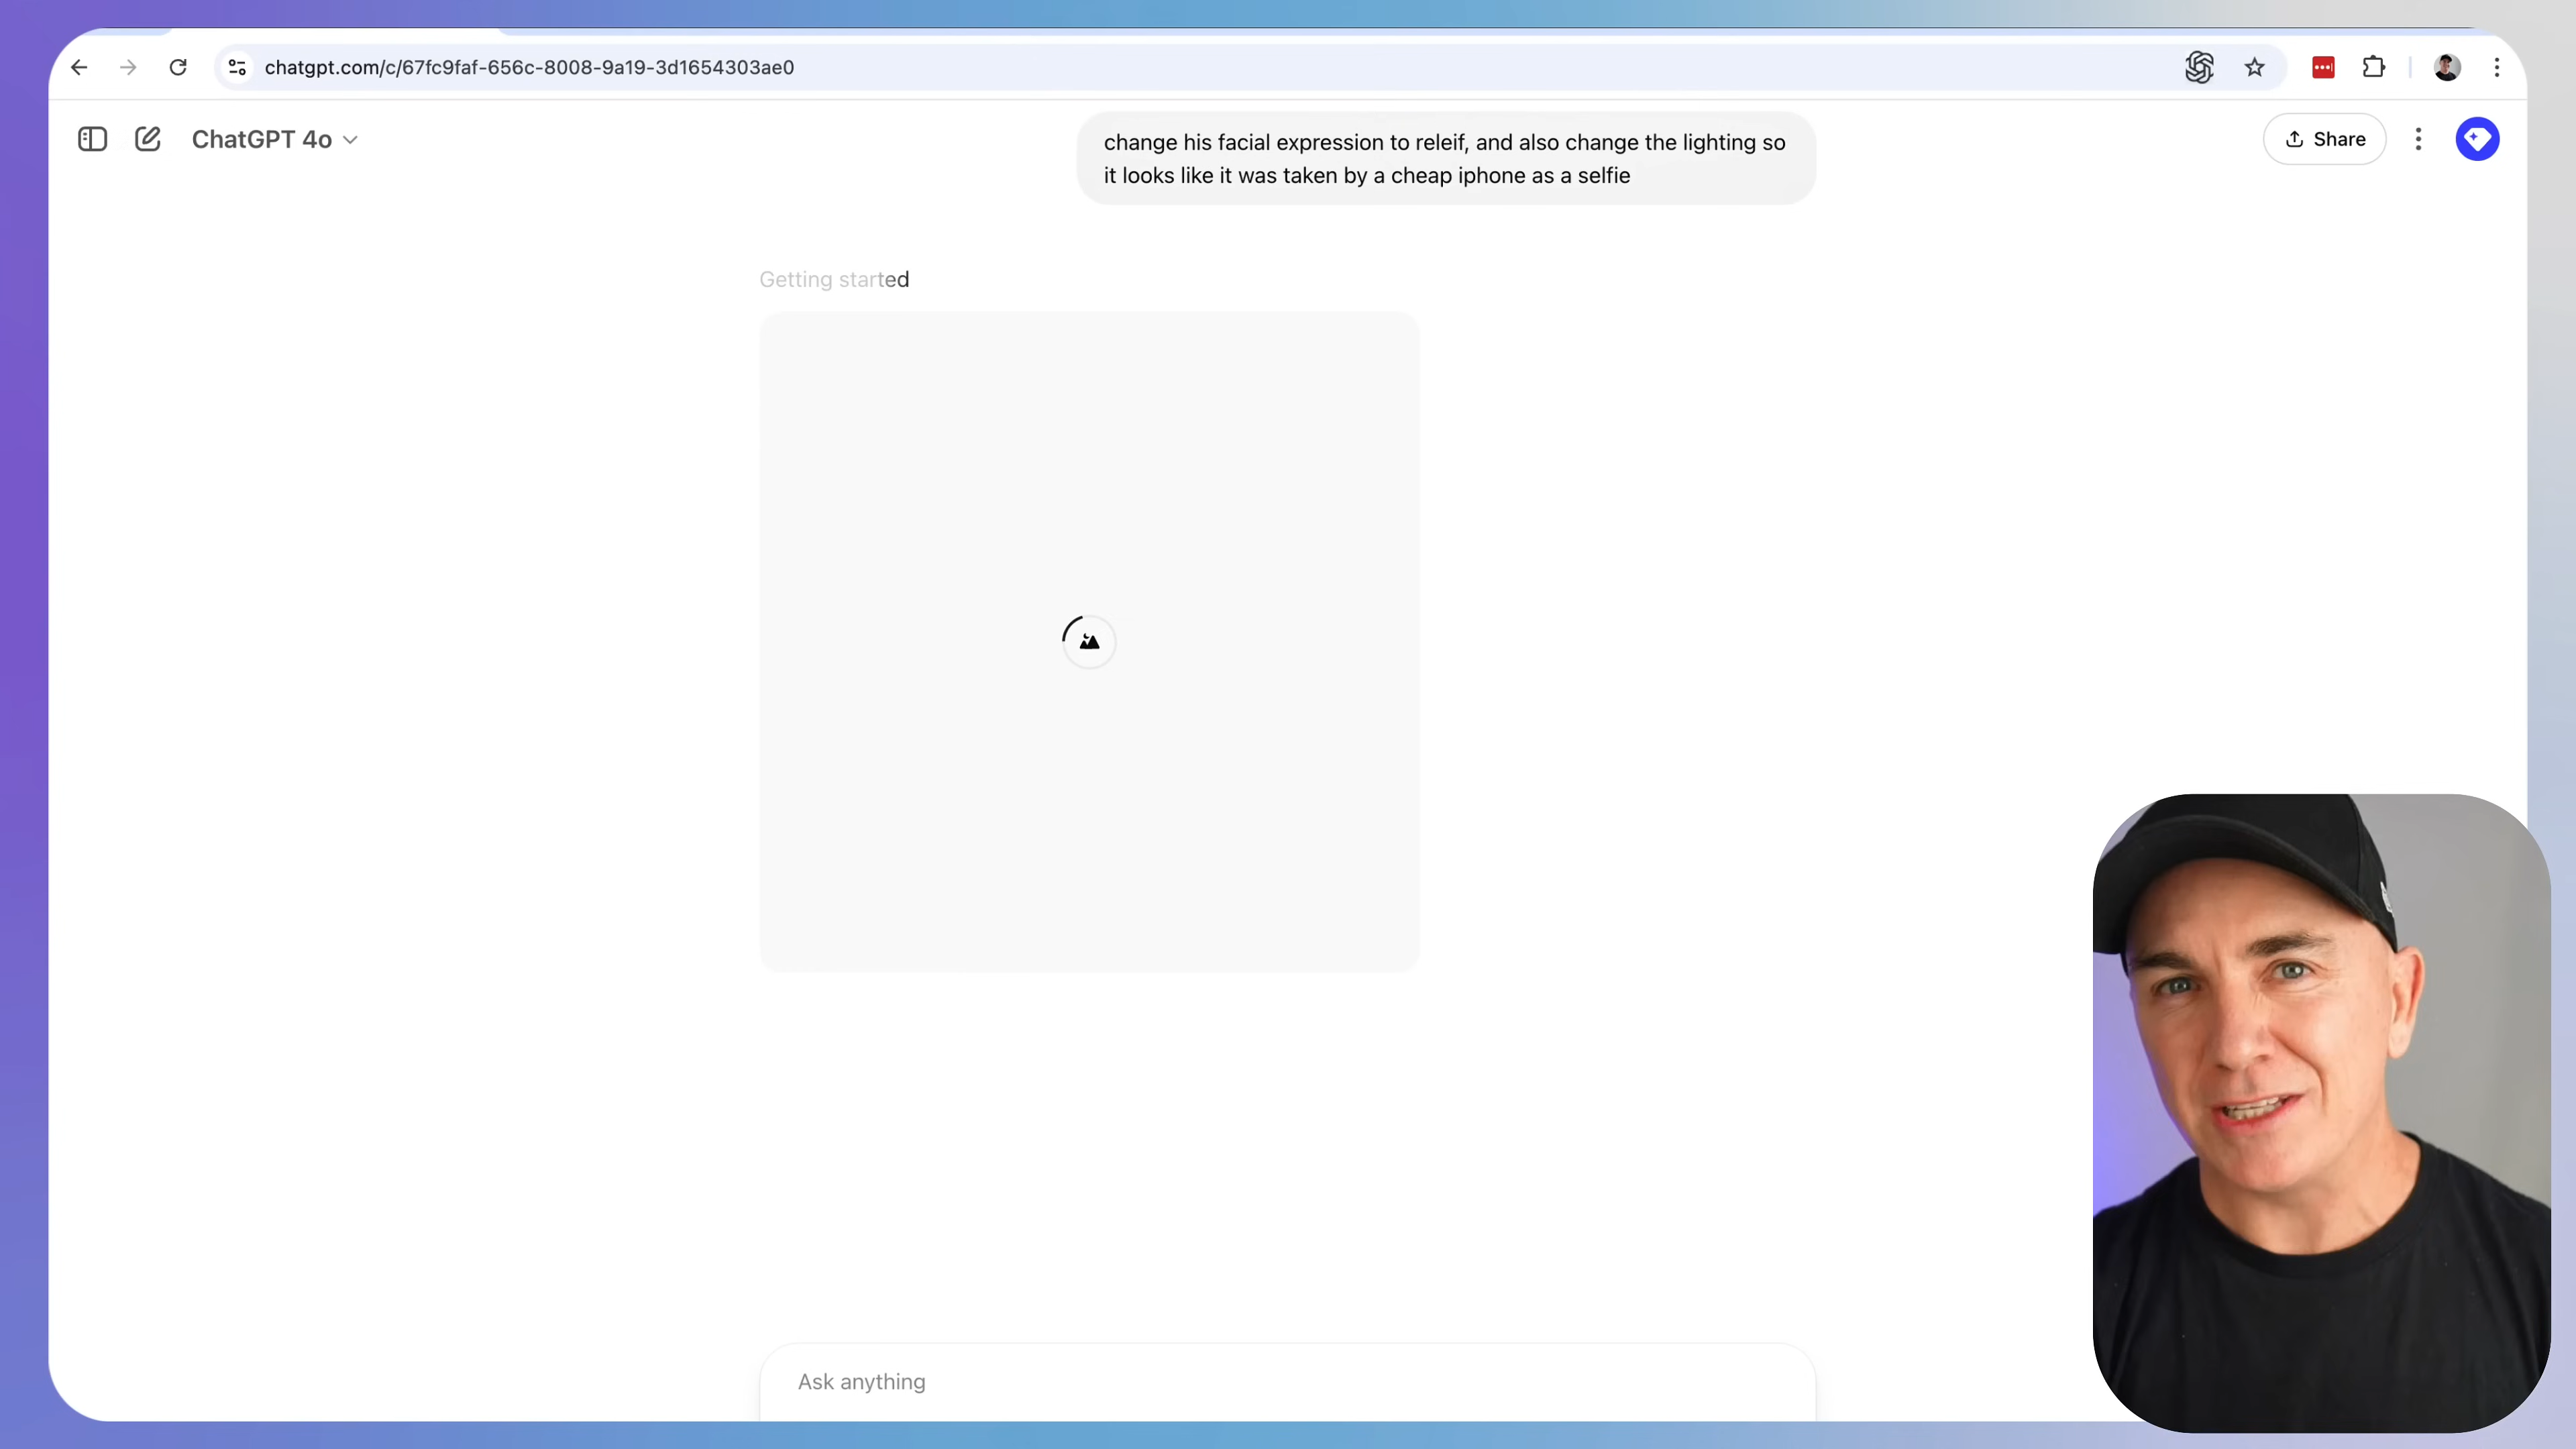 chatgpt.com/c/67fc9faf-656c-8008-9a19-3d1654303ae0
ChatGPT 4o
change his facial expression to releif, and also change the lighting so
it looks like it was taken by a cheap iphone as a selfie
Share
Getting started
Ask anything